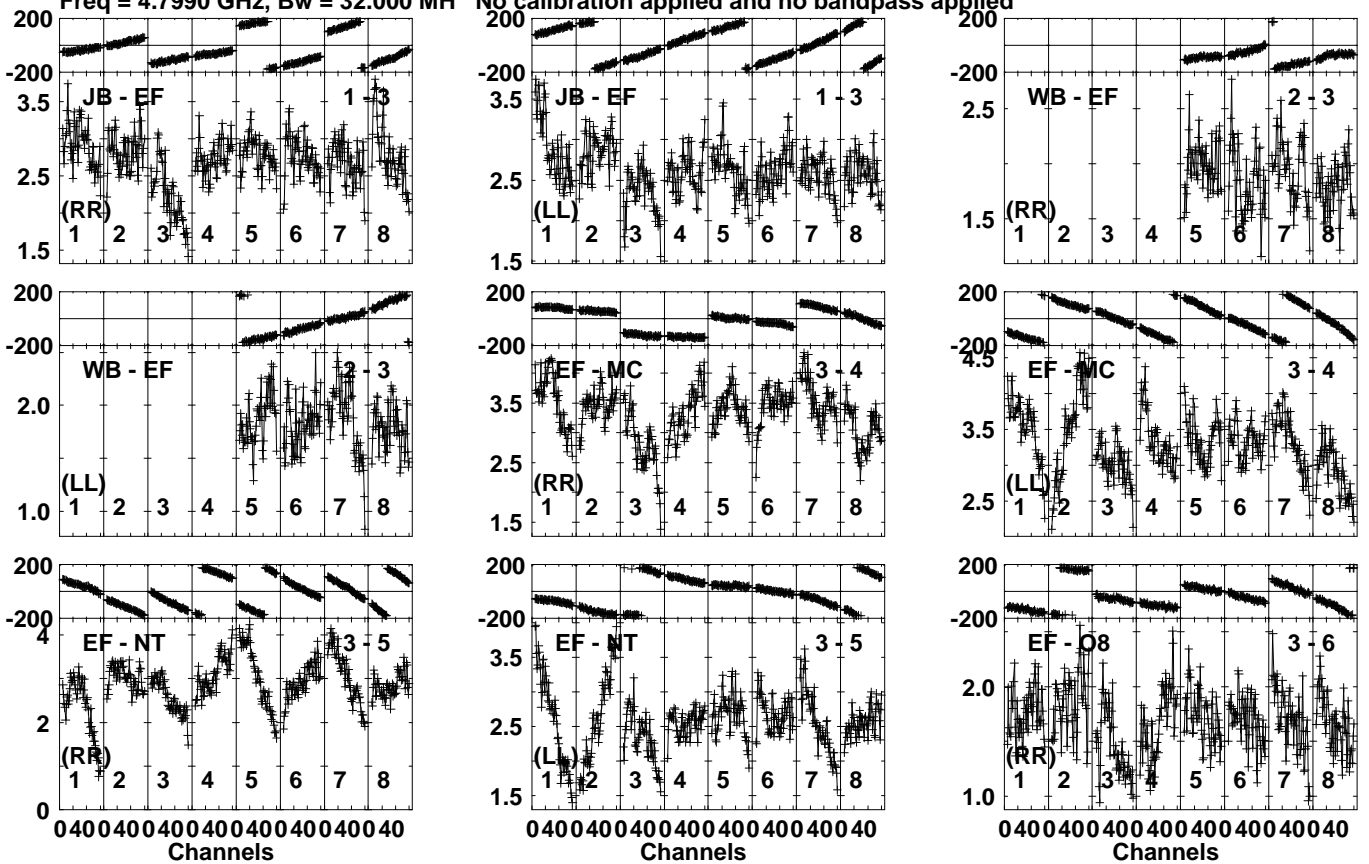 Freq = 4.7990 GHz, Bw = 32.000 MH No calibration applied and no bandpass applied
200
-200
3.5
2.5
1.5
JB - EF 1 - 3
(RR)
1 2 3 4 5 6 7 8
200
-200
3.5
2.5
1.5
JB - EF 1 - 3
(LL)
1 2 3 4 5 6 7 8
200
-200
2.5
1.5
WB - EF 2 - 3
(RR)
1 2 3 4 5 6 7 8
200
-200
2.0
1.0
WB - EF 2 - 3
(LL)
1 2 3 4 5 6 7 8
200
-200
3.5
2.5
1.5
EF - MC 3 - 4
(RR)
1 2 3 4 5 6 7 8
200
-200
4.5
3.5
2.5
EF - MC 3 - 4
(LL)
1 2 3 4 5 6 7 8
200
-200
4
2
0
EF - NT 3 - 5
(RR)
1 2 3 4 5 6 7 8
0 40 0 40 0 40 0 40 0 40 0 40 0 40 0 40
Channels
200
-200
3.5
2.5
1.5
EF - NT 3 - 5
(LL)
1 2 3 4 5 6 7 8
0 40 0 40 0 40 0 40 0 40 0 40 0 40 0 40
Channels
200
-200
2.0
1.0
EF - O8 3 - 6
(RR)
1 2 3 4 5 6 7 8
0 40 0 40 0 40 0 40 0 40 0 40 0 40 0 40
Channels